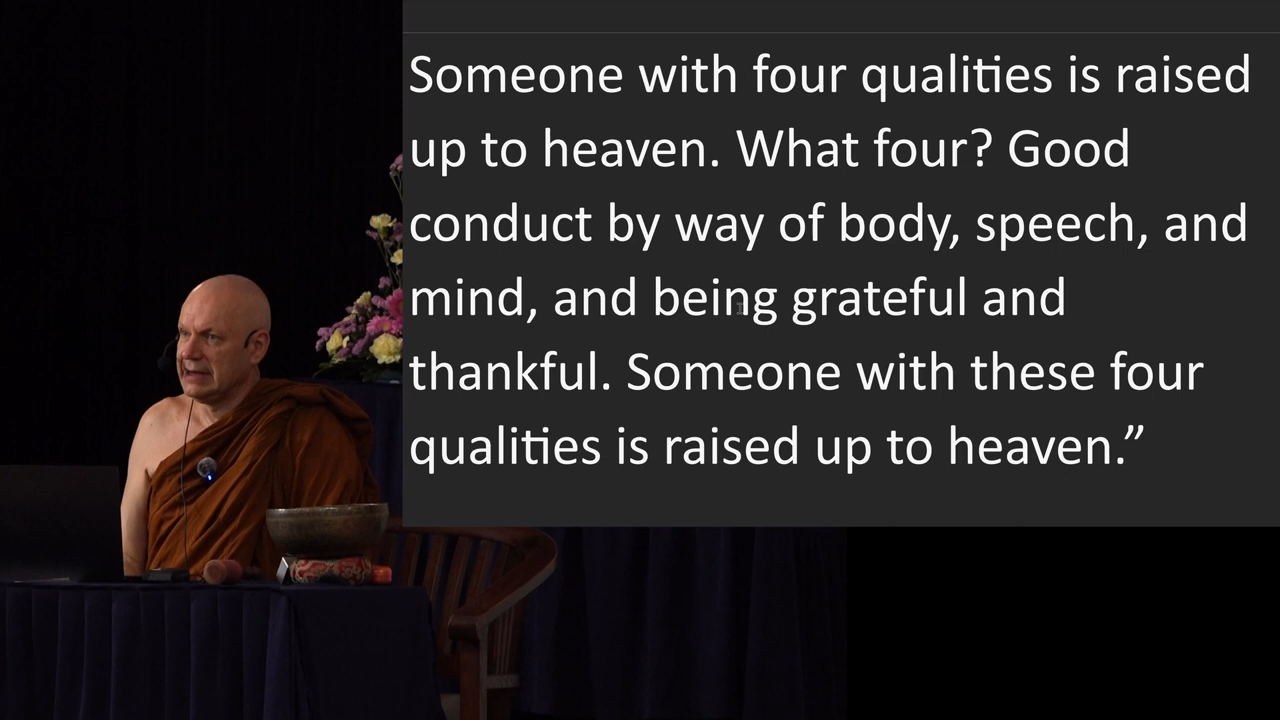 Someone with four qualities is raised
up to heaven. What four? Good
conduct by way of body, speech, and
mind, and being grateful and
thankful. Someone with these four
qualities is raised up to heaven.”